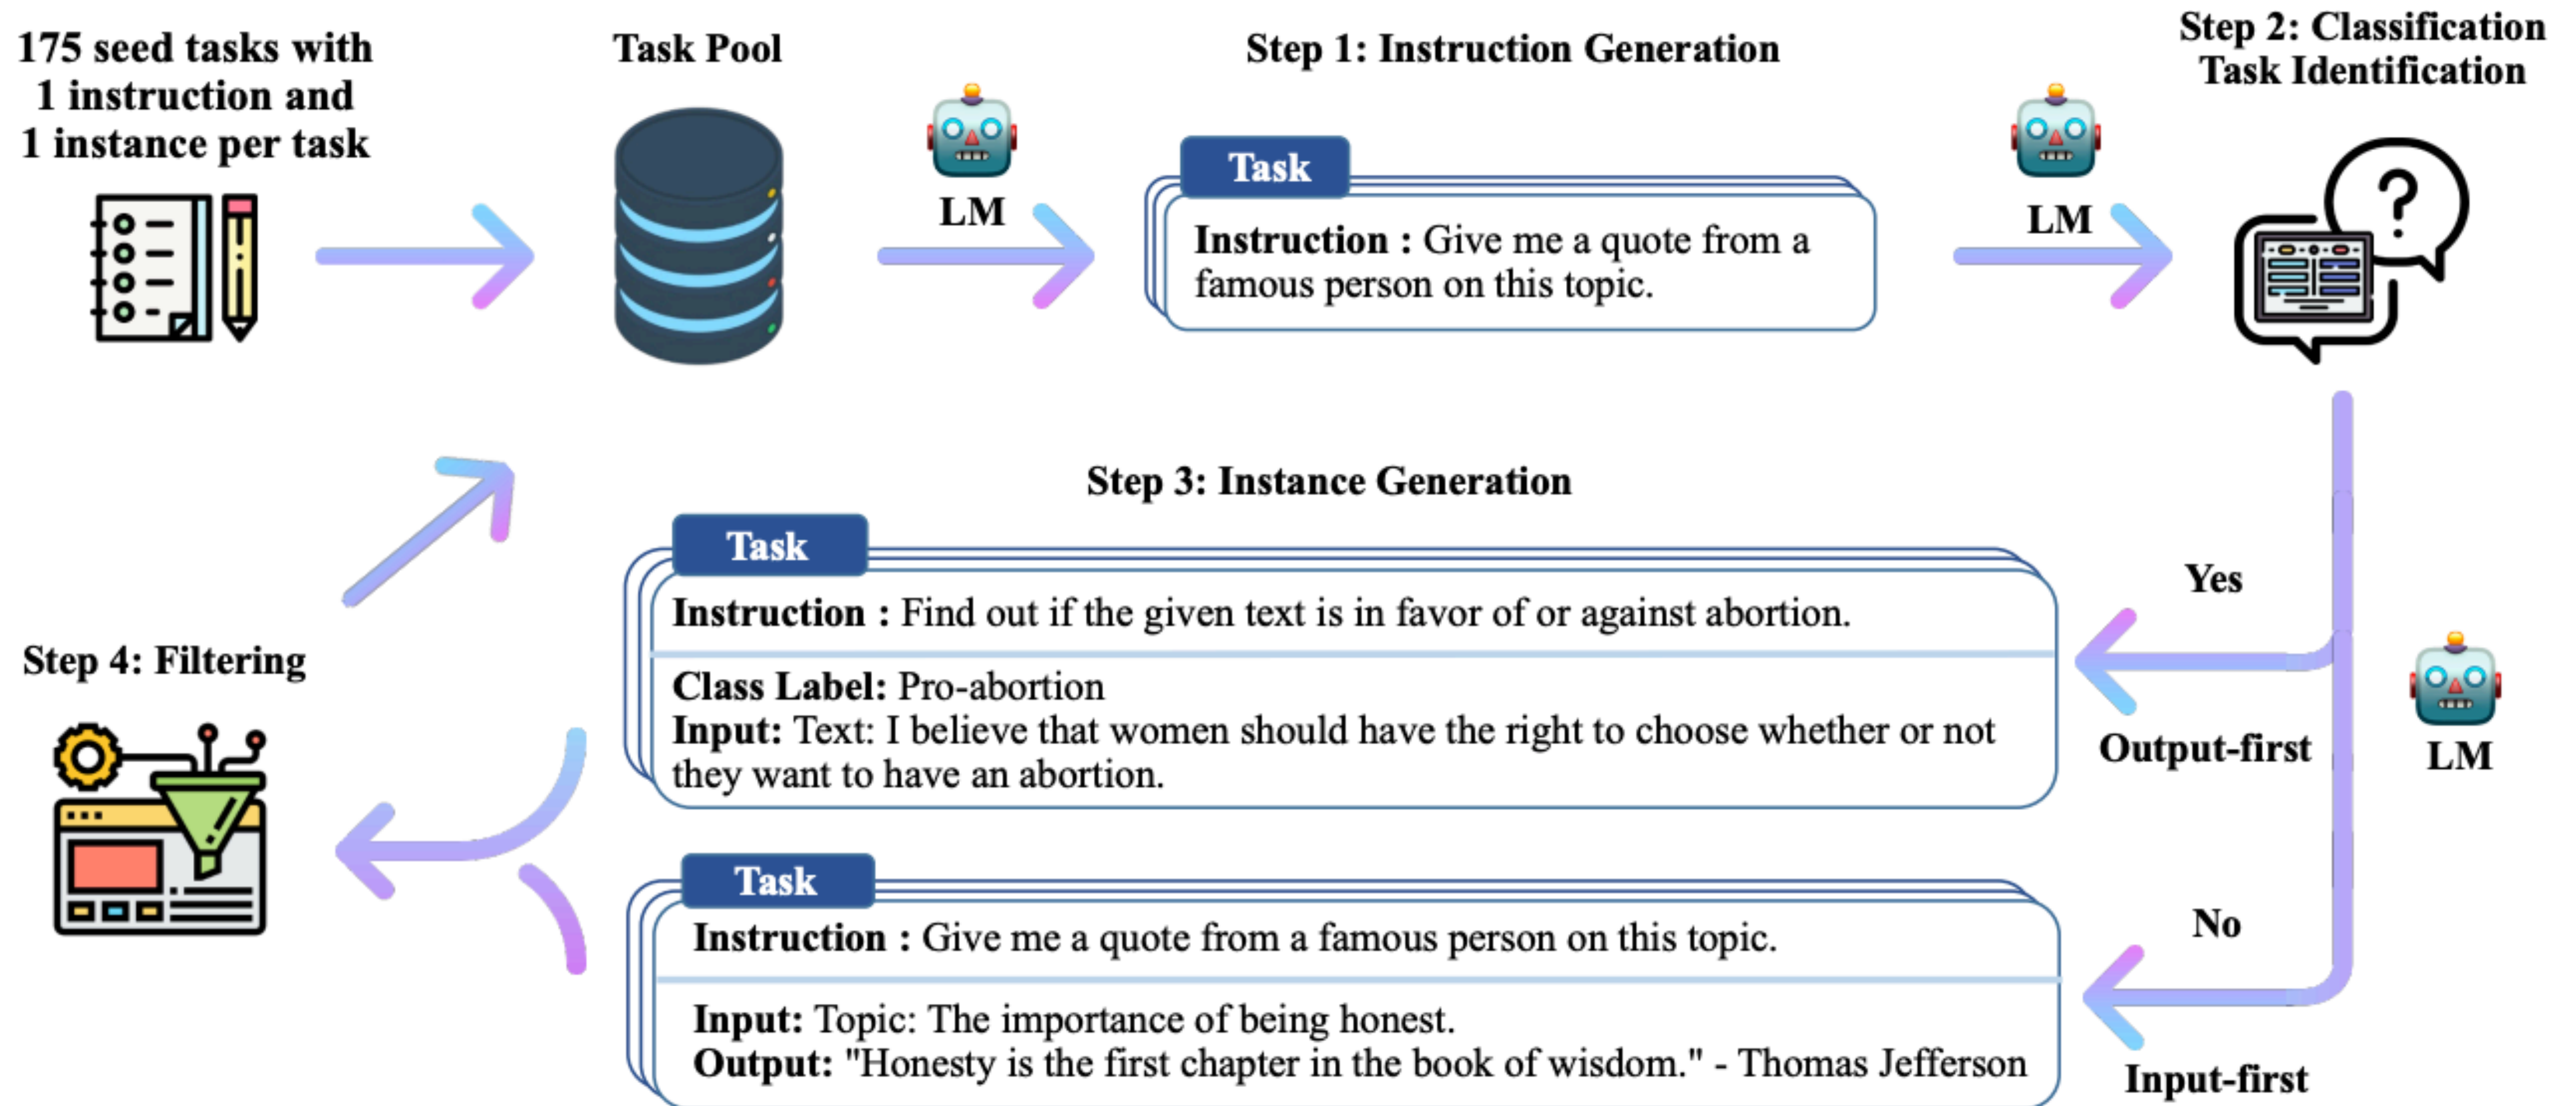 175 seed tasks with
1 instruction and
1 instance per task
Task Pool
LM
Step 1: Instruction Generation
Task
Instruction : Give me a quote from a
famous person on this topic.
LM
Step 2: Classification
Task Identification
?
Step 3: Instance Generation
Task
Instruction : Find out if the given text is in favor of or against abortion.
Class Label: Pro-abortion
Input: Text: I believe that women should have the right to choose whether or not
they want to have an abortion.
Yes
Output-first
LM
Task
Instruction : Give me a quote from a famous person on this topic.
Input: Topic: The importance of being honest.
Output: "Honesty is the first chapter in the book of wisdom." - Thomas Jefferson
No
Input-first
Step 4: Filtering